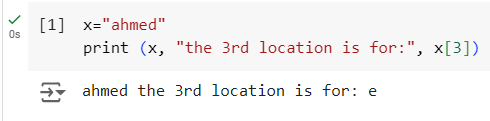 [1] x="ahmed"
print (x, "the 3rd location is for:", x[3])
0s
ahmed the 3rd location is for: e